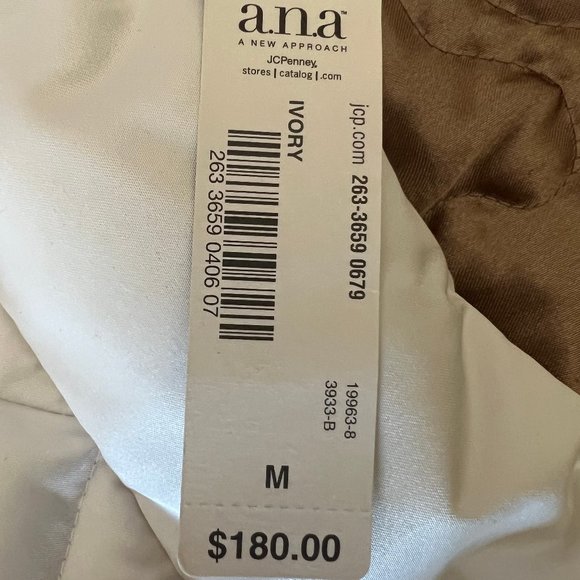 a.n.a™
A NEW APPROACH
JCPenney
stores | catalog | .com
jcp.com 263-3659 0679
IVORY
263 3659 0406 07
19963-8
3933-B
M
$180.00